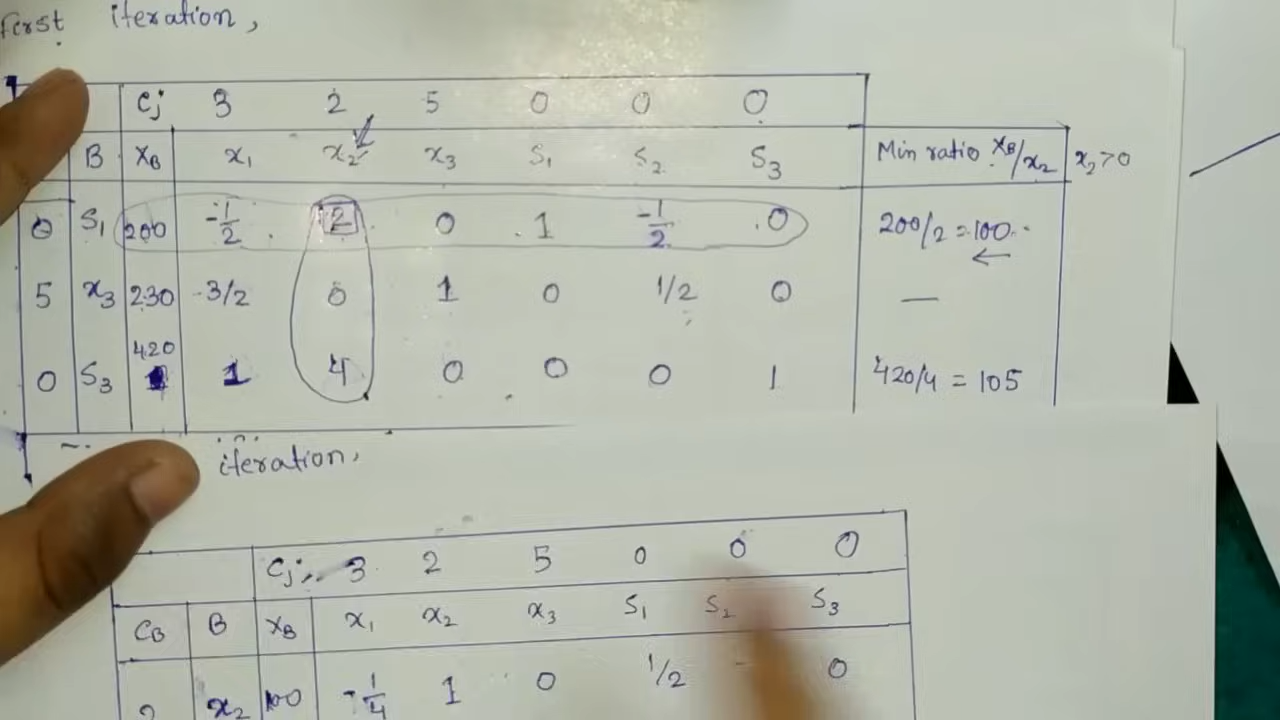 First iteration,
Cj 3 2 5 0 0 0
B XB x1 x2 x3 S1 S2 S3 Min ratio XB/x2 x2>0
0 S1 200 -1/2 2 0 1 -1/2 0 200/2=100
5 x3 230 -3/2 0 1 0 1/2 0 —
0 S3 420 1 4 0 0 0 1 420/4 = 105
iteration,
Cj 3 2 5 0 0 0
CB B XB x1 x2 x3 S1 S2 S3
2 x2 100 -1/4 1 0 1/2 0